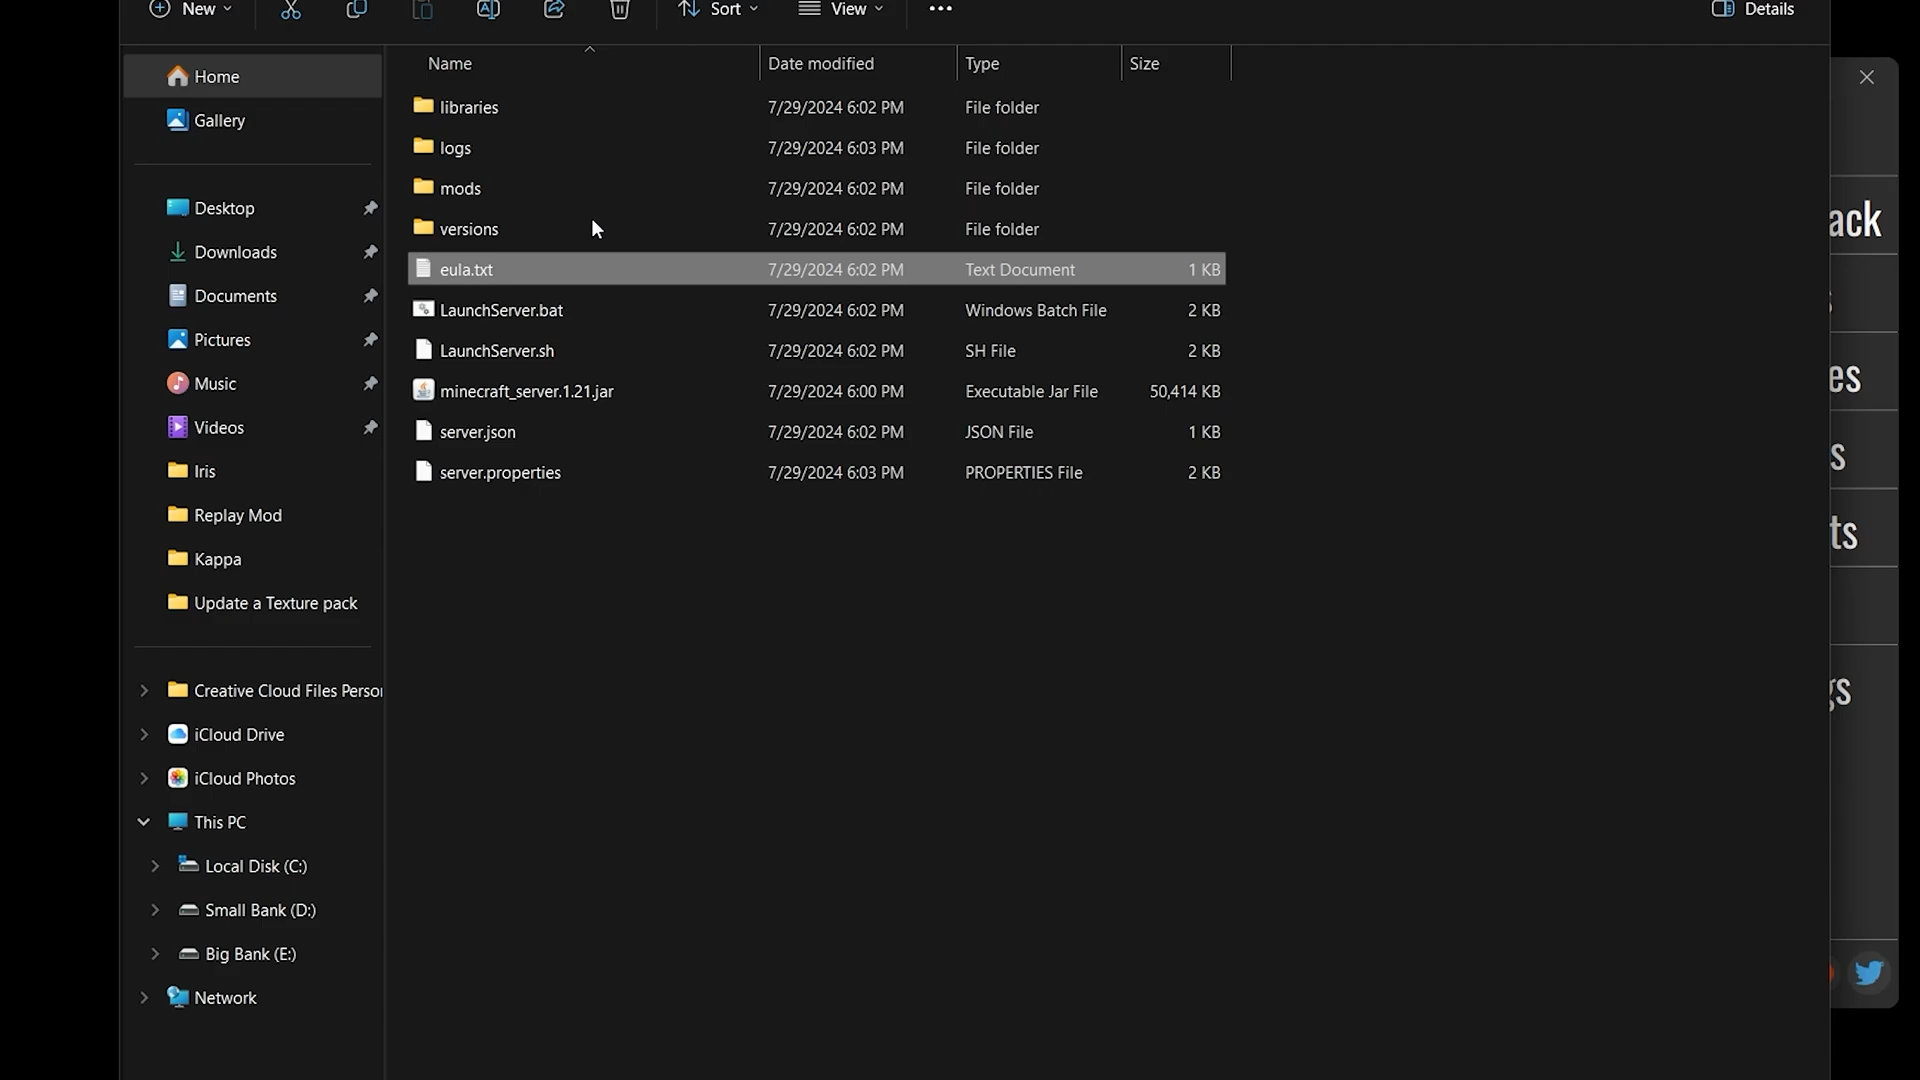 New
Sort
View
Details
Name Date modified Type Size
Home
Gallery
Desktop
Downloads
Documents
Pictures
Music
Videos
Iris
Replay Mod
Kappa
Update a Texture pack
Creative Cloud Files Person
iCloud Drive
iCloud Photos
This PC
Local Disk (C:)
Small Bank (D:)
Big Bank (E:)
Network
libraries 7/29/2024 6:02 PM File folder
logs 7/29/2024 6:03 PM File folder
mods 7/29/2024 6:02 PM File folder
versions 7/29/2024 6:02 PM File folder
eula.txt 7/29/2024 6:02 PM Text Document 1 KB
LaunchServer.bat 7/29/2024 6:02 PM Windows Batch File 2 KB
LaunchServer.sh 7/29/2024 6:02 PM SH File 2 KB
minecraft_server.1.21.jar 7/29/2024 6:00 PM Executable Jar File 50,414 KB
server.json 7/29/2024 6:02 PM JSON File 1 KB
server.properties 7/29/2024 6:03 PM PROPERTIES File 2 KB
ack
es
s
ts
gs